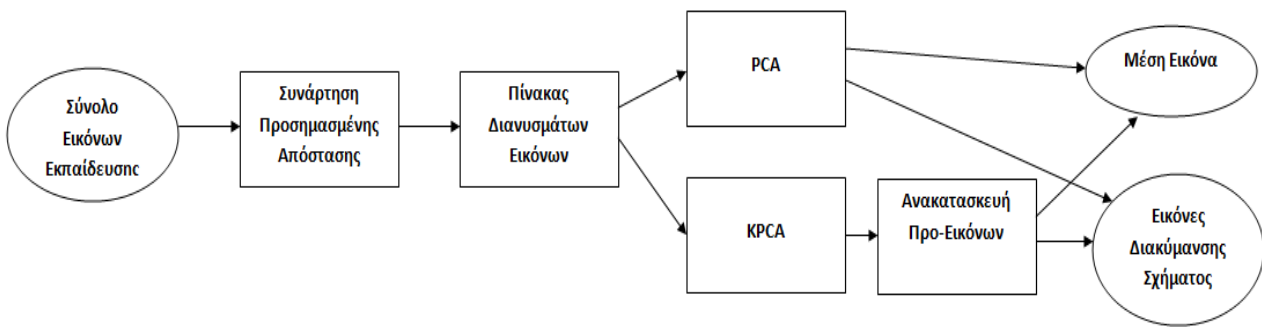 Σύνολο
Εικόνων
Εκπαίδευσης
Συνάρτηση
Προσημασμένης
Απόστασης
Πίνακας
Διανυσμάτων
Εικόνων
PCA
KPCA
Ανακατασκευή
Προ-Εικόνων
Μέση Εικόνα
Εικόνες
Διακύμανσης
Σχήματος